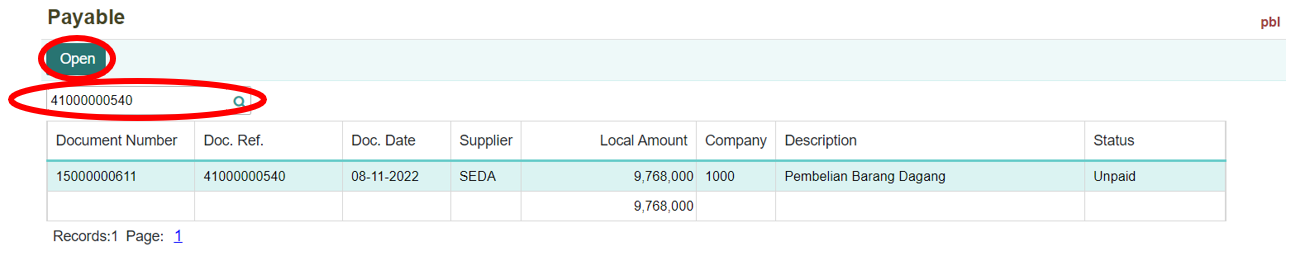 Payable
pbl
Open
41000000540
Document Number Doc. Ref. Doc. Date Supplier Local Amount Company Description Status
15000000611 41000000540 08-11-2022 SEDA 9,768,000 1000 Pembelian Barang Dagang Unpaid
9,768,000
Records:1 Page: 1